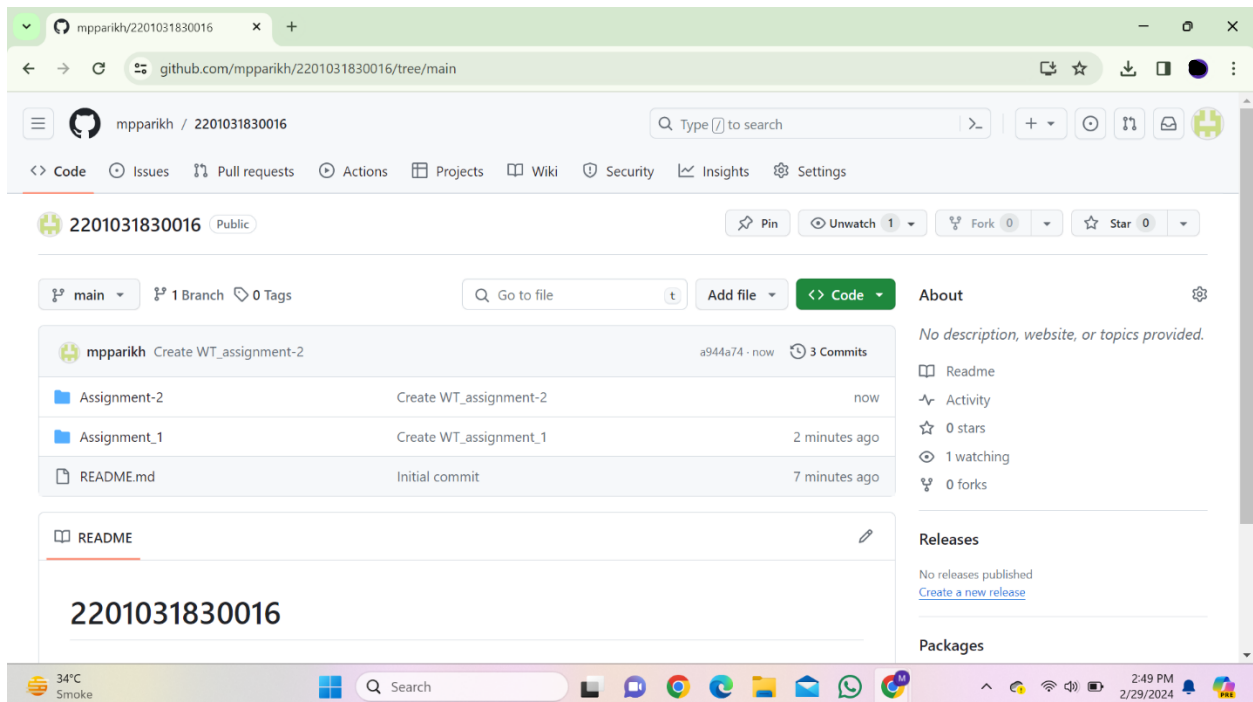 mpparikh/2201031830016
github.com/mpparikh/2201031830016/tree/main
mpparikh / 2201031830016
Type / to search
Code Issues Pull requests Actions Projects Wiki Security Insights Settings
2201031830016 Public
Pin Unwatch 1 Fork 0 Star 0
main 1 Branch 0 Tags Go to file t Add file <> Code
mpparikh Create WT_assignment-2 a944a74 · now 3 Commits
Assignment-2 Create WT_assignment-2 now
Assignment_1 Create WT_assignment_1 2 minutes ago
README.md Initial commit 7 minutes ago
README
2201031830016
About
No description, website, or topics provided.
Readme
Activity
0 stars
1 watching
0 forks
Releases
No releases published
Create a new release
Packages
34°C
Smoke
Search
M
PRE
2:49 PM
2/29/2024